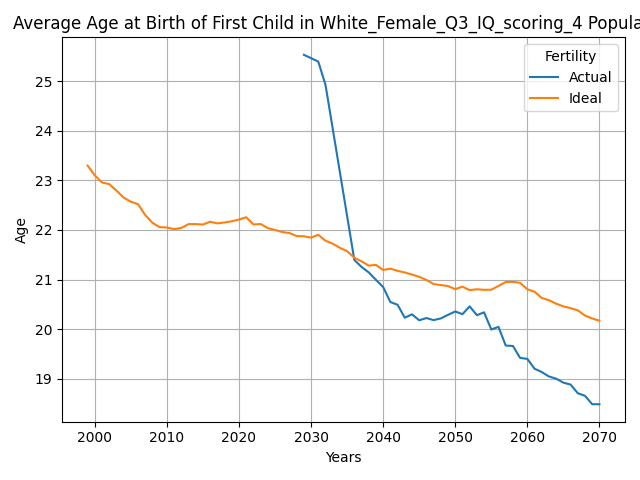 Average Age at Birth of First Child in White_Female_Q3_IQ_scoring_4 Popula
Fertility
Actual
Ideal
Age
25
24
23
22
21
20
19
2000 2010 2020 2030 2040 2050 2060 2070
Years